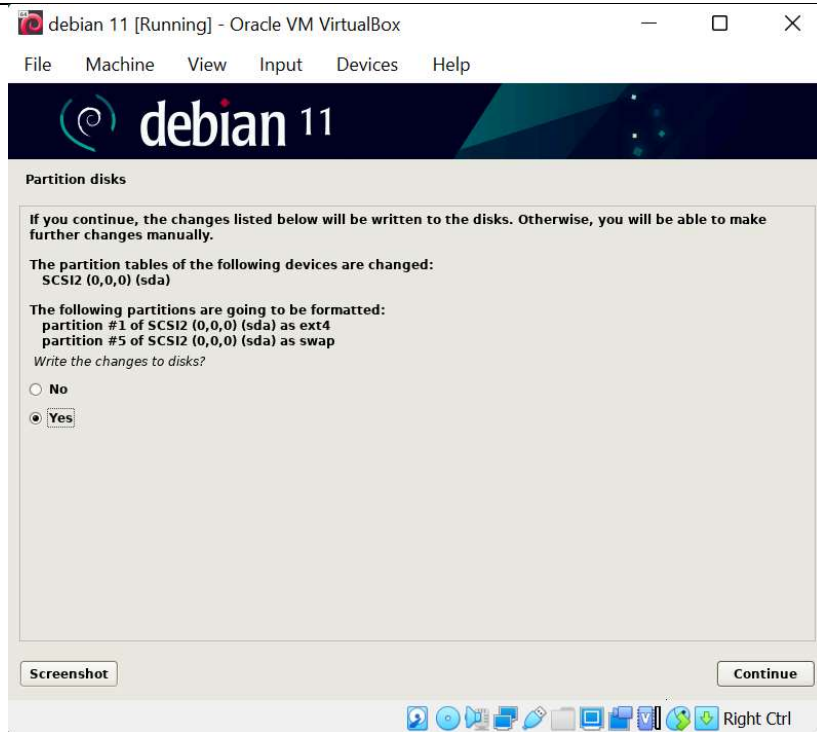 debian 11 [Running] - Oracle VM VirtualBox
File Machine View Input Devices Help
debian 11
Partition disks
If you continue, the changes listed below will be written to the disks. Otherwise, you will be able to make
further changes manually.
The partition tables of the following devices are changed:
SCSI2 (0,0,0) (sda)
The following partitions are going to be formatted:
partition #1 of SCSI2 (0,0,0) (sda) as ext4
partition #5 of SCSI2 (0,0,0) (sda) as swap
Write the changes to disks?
No
Yes
Screenshot Continue
Right Ctrl